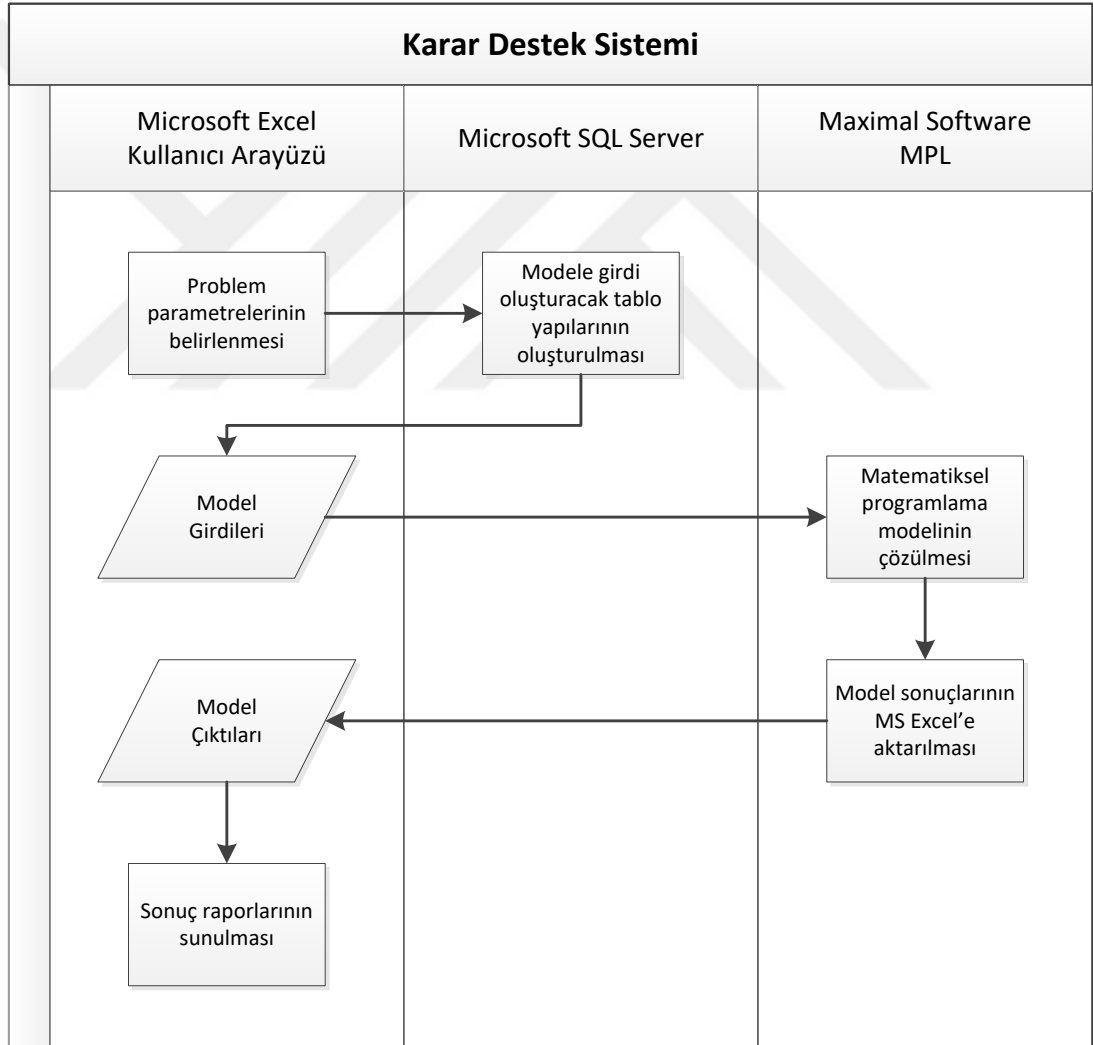 Karar Destek Sistemi
Microsoft Excel
Kullanıcı Arayüzü
Microsoft SQL Server
Maximal Software
MPL
Problem
parametrelerinin
belirlenmesi
Modele girdi
oluşturacak tablo
yapılarının
oluşturulması
Model
Girdileri
Matematiksel
programlama
modelinin
çözülmesi
Model
Çıktıları
Model sonuçlarının
MS Excel’e
aktarılması
Sonuç raporlarının
sunulması